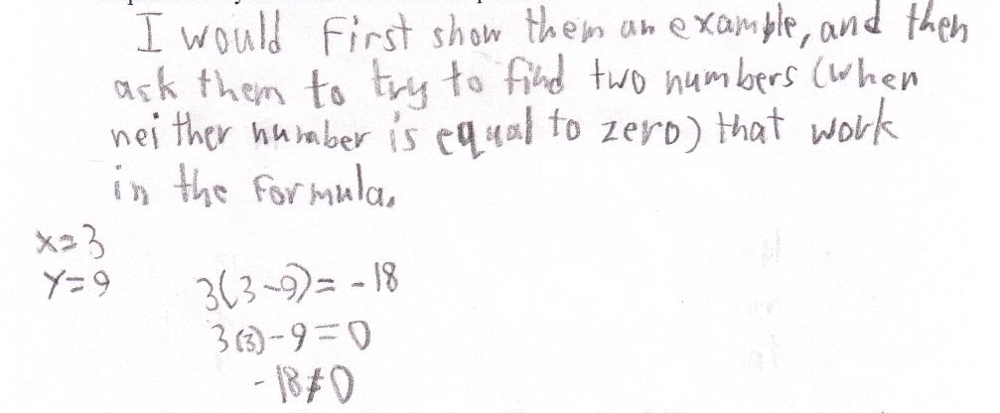 I would first show them an example, and then
ask them to try to find two numbers (when
neither number is equal to zero) that work
in the formula.
x=3
y=9
3(3-9)= -18
3(3)-9=0
-18≠0